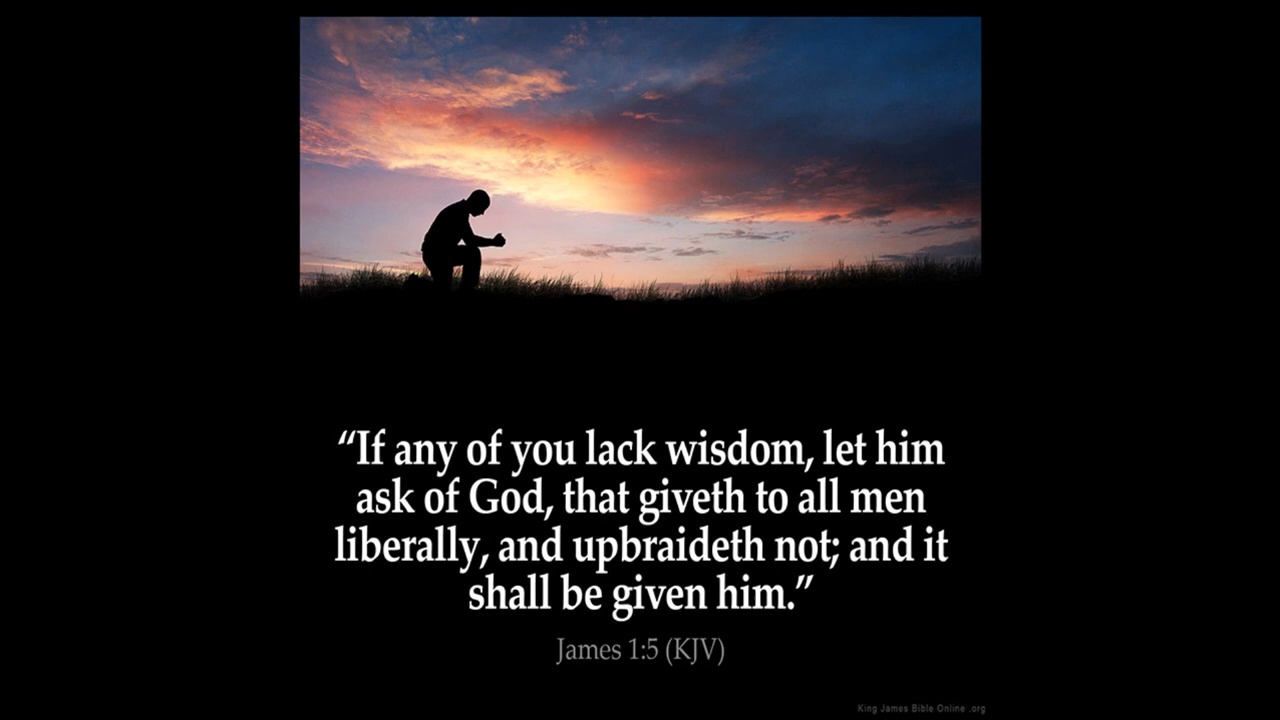 “If any of you lack wisdom, let him
ask of God, that giveth to all men
liberally, and upbraideth not; and it
shall be given him.”
James 1:5 (KJV)
King James Bible Online .org